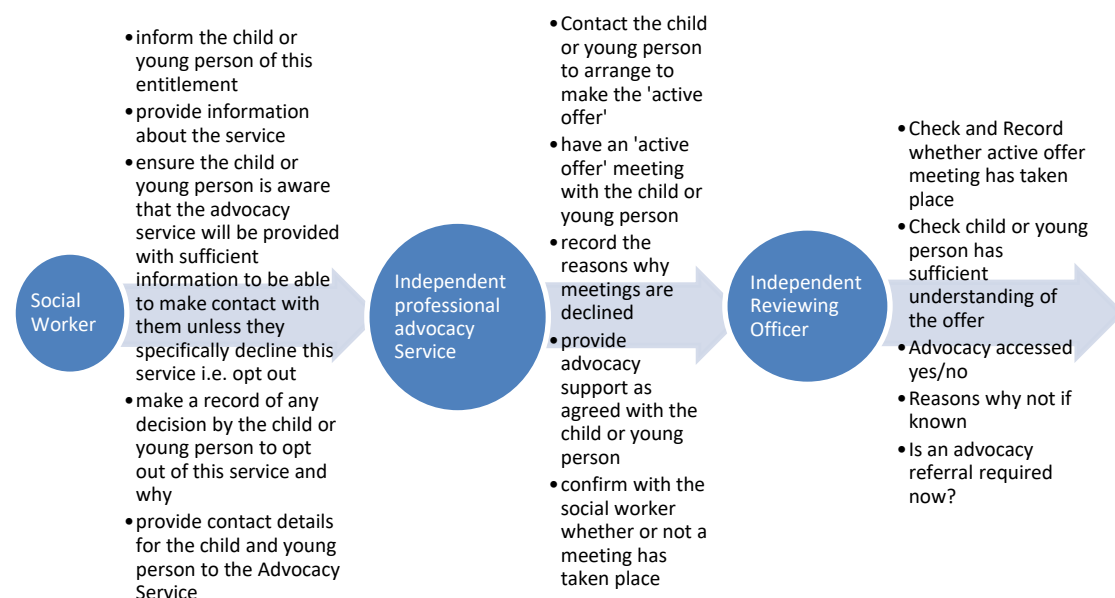 Social
Worker
•inform the child or
young person of this
entitlement
•provide information
about the service
•ensure the child or
young person is aware
that the advocacy
service will be provided
with sufficient
information to be able
to make contact with
them unless they
specifically decline this
service i.e. opt out
•make a record of any
decision by the child or
young person to opt
out of this service and
why
•provide contact details
for the child and young
person to the Advocacy
Service
Independent
professional
advocacy
Service
•Contact the child
or young person
to arrange to
make the 'active
offer'
•have an 'active
offer' meeting
with the child or
young person
•record the
reasons why
meetings are
declined
•provide
advocacy
support as
agreed with the
child or young
person
•confirm with the
social worker
whether or not a
meeting has
taken place
Independent
Reviewing
Officer
•Check and Record
whether active offer
meeting has taken
place
•Check child or young
person has
sufficient
understanding of
the offer
•Advocacy accessed
yes/no
•Reasons why not if
known
•Is an advocacy
referral required
now?